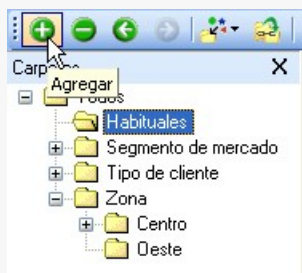 Agregar
Habituales
Segmento de mercado
Tipo de cliente
Zona
Centro
Oeste